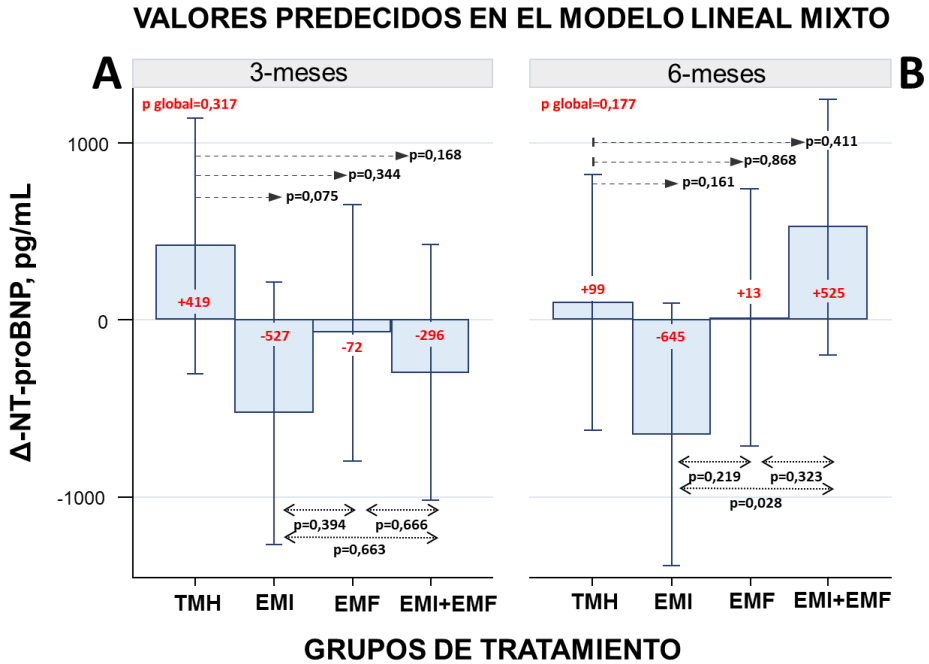 VALORES PREDECIDOS EN EL MODELO LINEAL MIXTO
A
3-meses
6-meses
B
p global=0,317
p global=0,177
1000
0
-1000
Δ-NT-proBNP, pg/mL
p=0,168
p=0,344
p=0,075
+419
-527
-72
-296
p=0,394
p=0,666
p=0,663
p=0,411
p=0,868
p=0,161
+99
-645
+13
+525
p=0,219
p=0,323
p=0,028
TMH EMI EMF EMI+EMF
TMH EMI EMF EMI+EMF
GRUPOS DE TRATAMIENTO